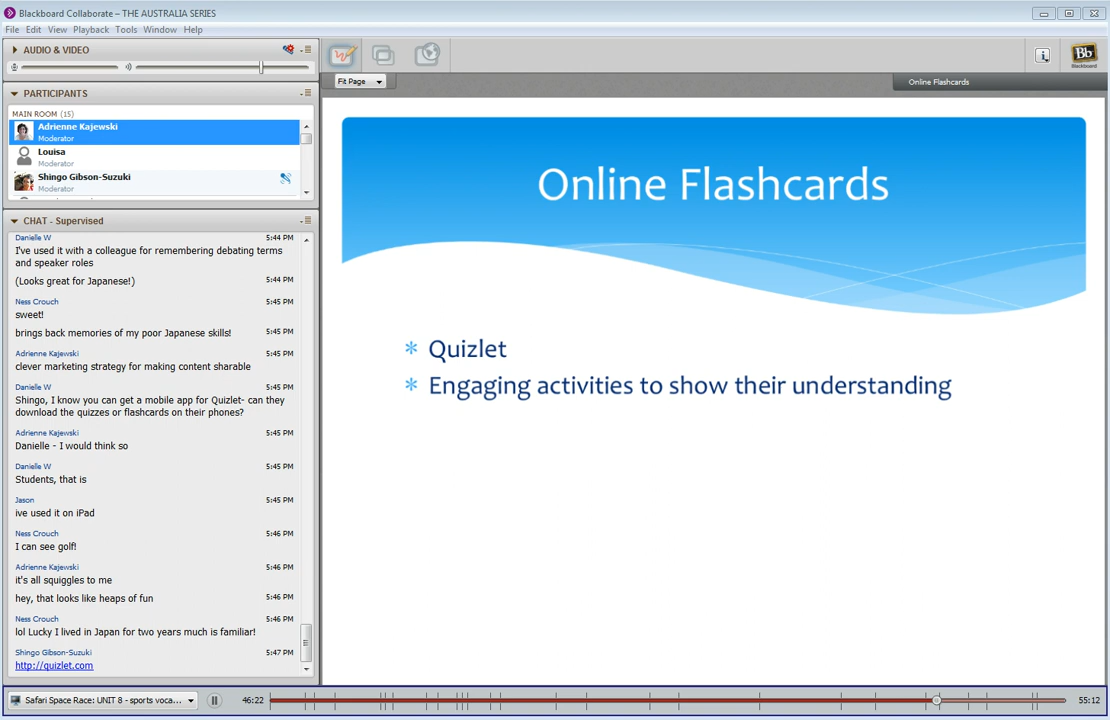 Blackboard Collaborate – THE AUSTRALIA SERIES
File Edit View Playback Tools Window Help
AUDIO & VIDEO
PARTICIPANTS
MAIN ROOM (15)
Adrienne Kajewski
Moderator
Louisa
Moderator
Shingo Gibson-Suzuki
Moderator
CHAT - Supervised
Danielle W 5:44 PM
I've used it with a colleague for remembering debating terms
and speaker roles
(Looks great for Japanese!) 5:44 PM
Ness Crouch 5:45 PM
sweet!
brings back memories of my poor Japanese skills! 5:45 PM
Adrienne Kajewski 5:45 PM
clever marketing strategy for making content sharable
Danielle W 5:45 PM
Shingo, I know you can get a mobile app for Quizlet- can they
download the quizzes or flashcards on their phones?
Adrienne Kajewski 5:45 PM
Danielle - I would think so
Danielle W 5:45 PM
Students, that is
Jason 5:45 PM
ive used it on iPad
Ness Crouch 5:46 PM
I can see golf!
Adrienne Kajewski 5:46 PM
it's all squiggles to me
hey, that looks like heaps of fun 5:46 PM
Ness Crouch 5:46 PM
lol Lucky I lived in Japan for two years much is familiar!
Shingo Gibson-Suzuki 5:47 PM
http://quizlet.com
Fit Page
Online Flashcards
Bb
Blackboard
Online Flashcards
Quizlet
Engaging activities to show their understanding
Safari Space Race: UNIT 8 - sports voca... 46:22 55:12